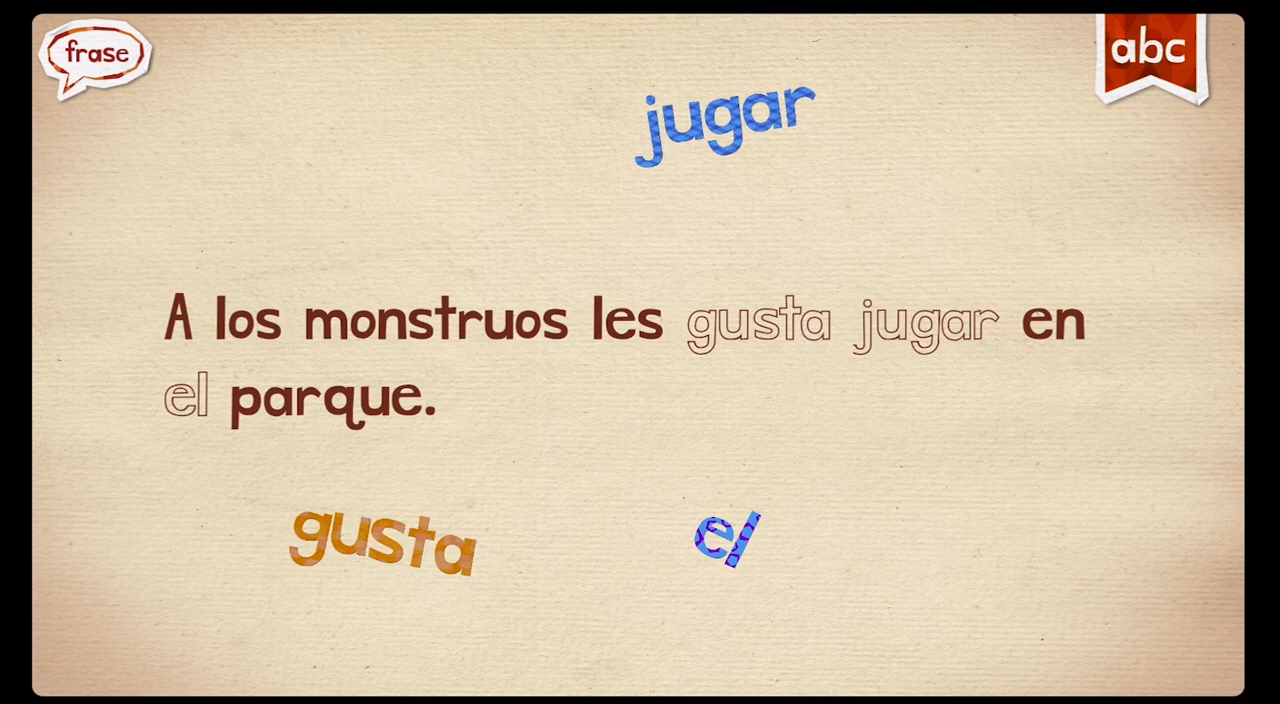 frase
abc
jugar
A los monstruos les gusta jugar en
el parque.
gusta
el